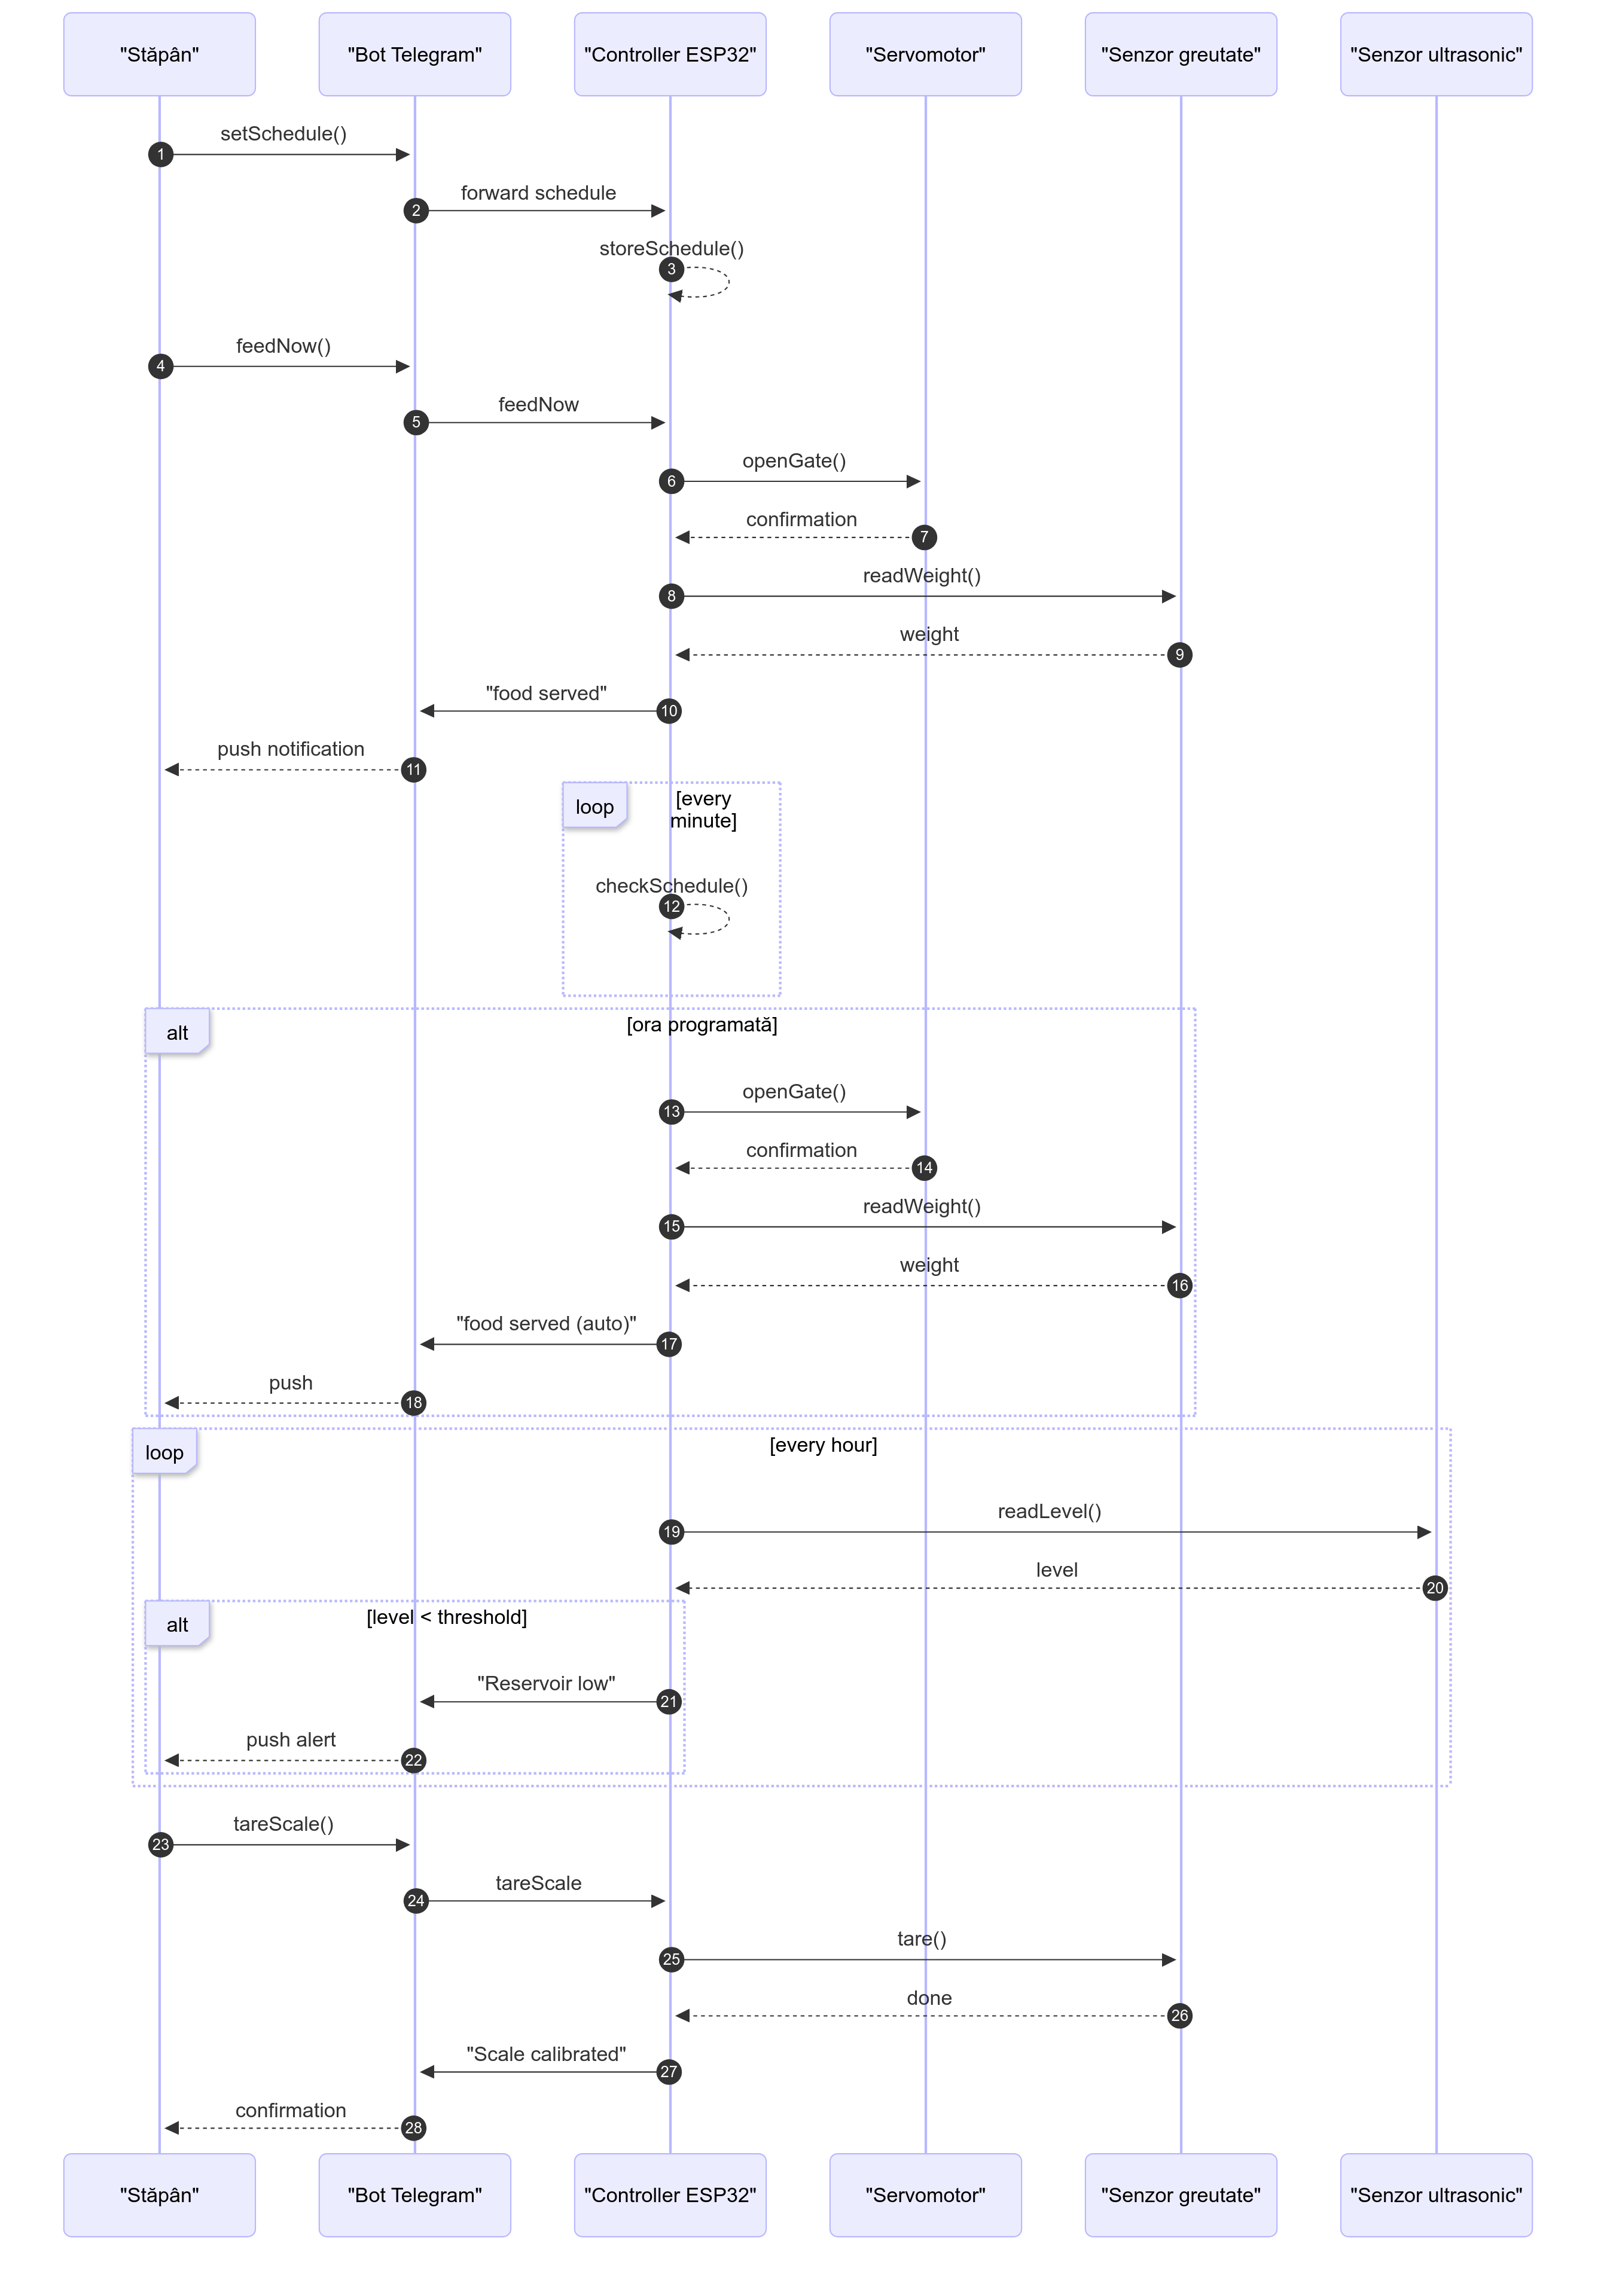 "Stăpân"
"Bot Telegram"
"Controller ESP32"
"Servomotor"
"Senzor greutate"
"Senzor ultrasonic"
setSchedule()
1
forward schedule
2
storeSchedule()
3
feedNow()
4
feedNow
5
openGate()
6
confirmation
7
readWeight()
8
weight
9
"food served"
10
push notification
11
loop
[every
minute]
checkSchedule()
12
alt
[ora programată]
openGate()
13
confirmation
14
readWeight()
15
weight
16
"food served (auto)"
17
push
18
loop
[every hour]
readLevel()
19
level
20
alt
[level < threshold]
"Reservoir low"
21
push alert
22
tareScale()
23
tareScale
24
tare()
25
done
26
"Scale calibrated"
27
confirmation
28
"Stăpân"
"Bot Telegram"
"Controller ESP32"
"Servomotor"
"Senzor greutate"
"Senzor ultrasonic"